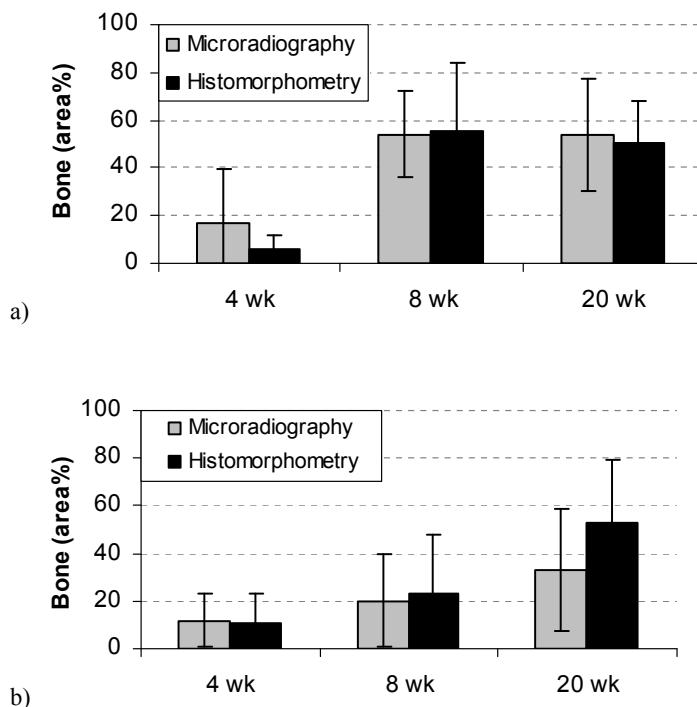 100
80
60
40
20
0
Bone (area%)
Microradiography
Histomorphometry
4 wk
8 wk
20 wk
a)
100
80
60
40
20
0
Bone (area%)
Microradiography
Histomorphometry
4 wk
8 wk
20 wk
b)